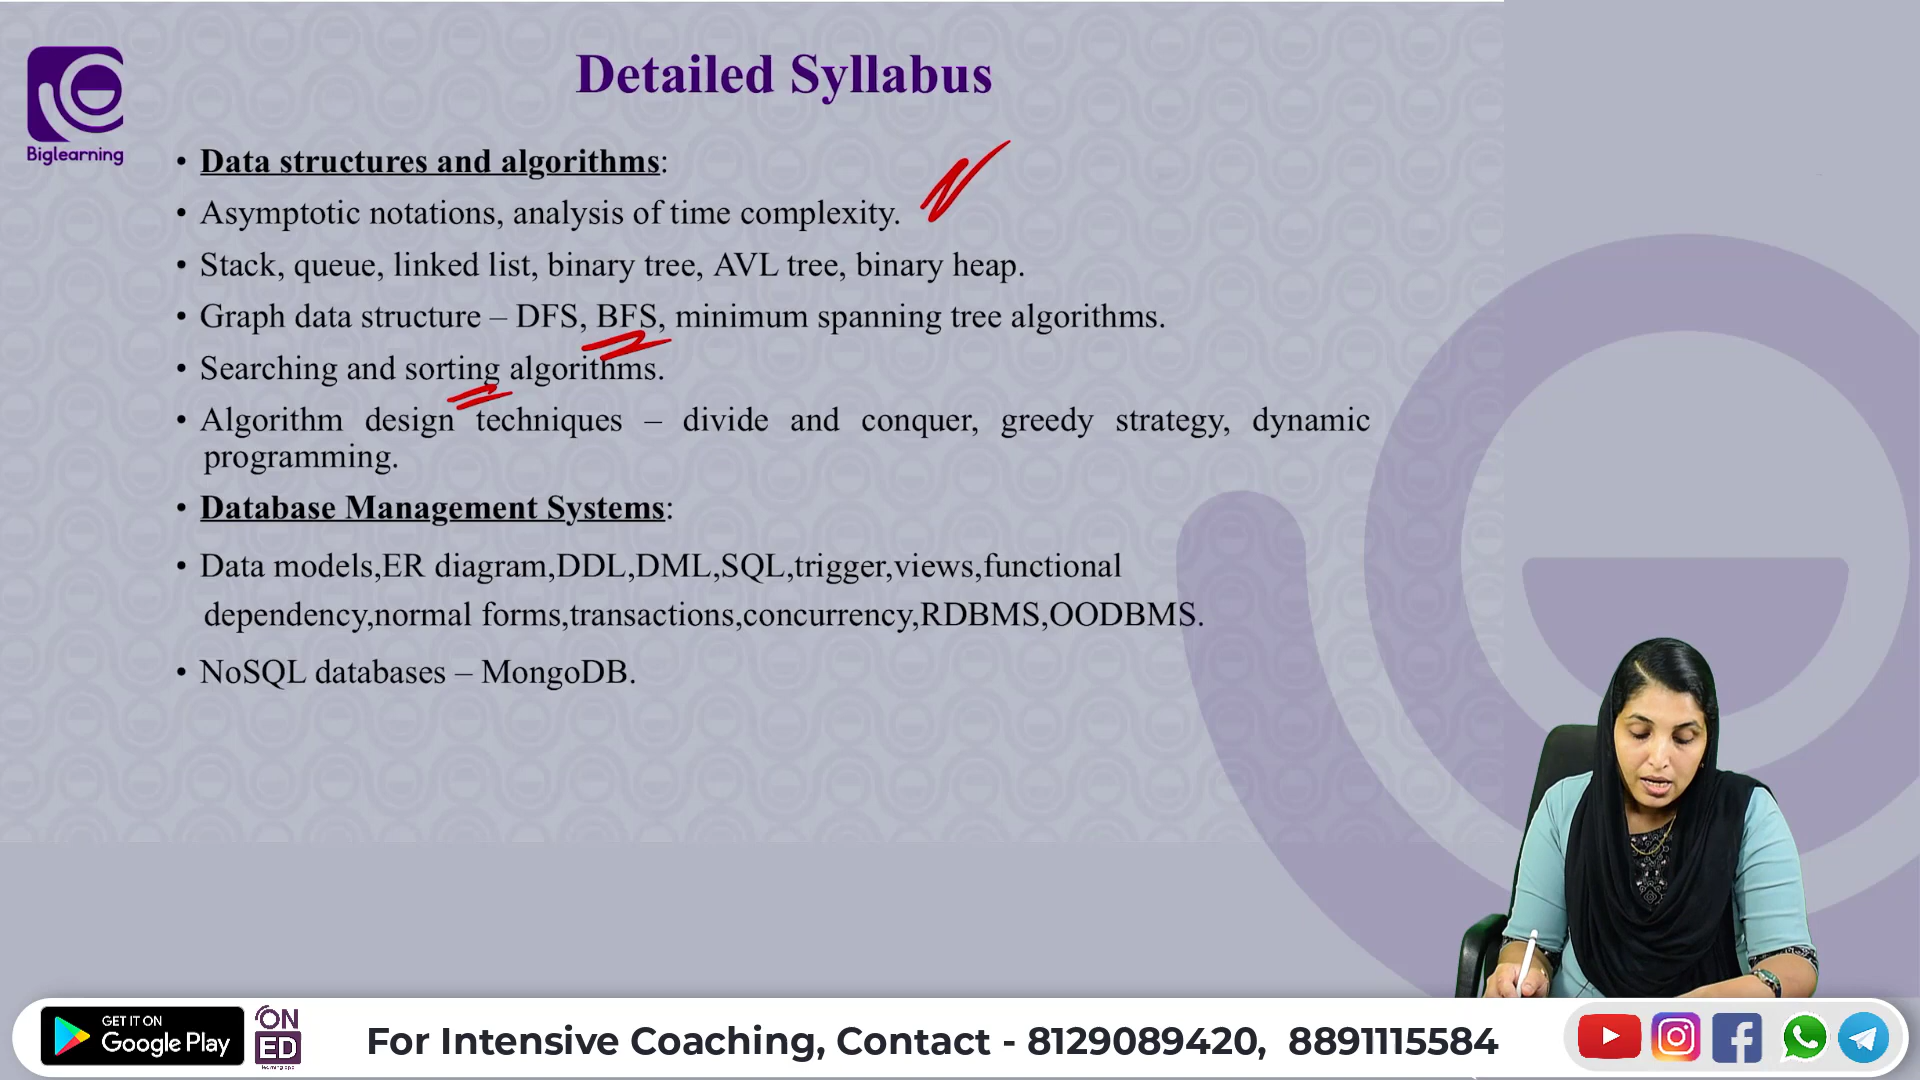 Detailed Syllabus
Biglearning
• Data structures and algorithms:
• Asymptotic notations, analysis of time complexity.
• Stack, queue, linked list, binary tree, AVL tree, binary heap.
• Graph data structure – DFS, BFS, minimum spanning tree algorithms.
• Searching and sorting algorithms.
• Algorithm design techniques – divide and conquer, greedy strategy, dynamic
programming.
• Database Management Systems:
• Data models,ER diagram,DDL,DML,SQL,trigger,views,functional
dependency,normal forms,transactions,concurrency,RDBMS,OODBMS.
• NoSQL databases – MongoDB.
GET IT ON
Google Play
ON
ED
For Intensive Coaching, Contact - 8129089420, 8891115584